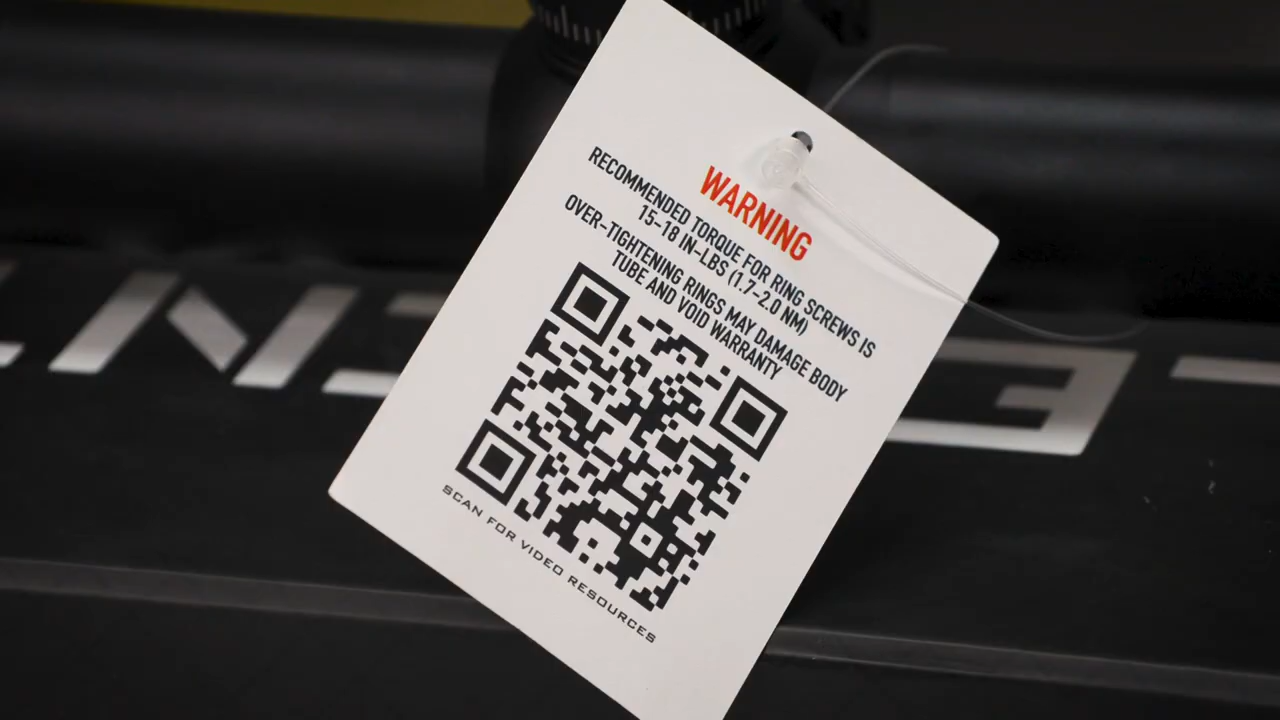 WARNING
RECOMMENDED TORQUE FOR RING SCREWS IS
15-18 IN-LBS (1.7-2.0 NM)
OVER-TIGHTENING RINGS MAY DAMAGE BODY
TUBE AND VOID WARRANTY
SCAN FOR VIDEO RESOURCES